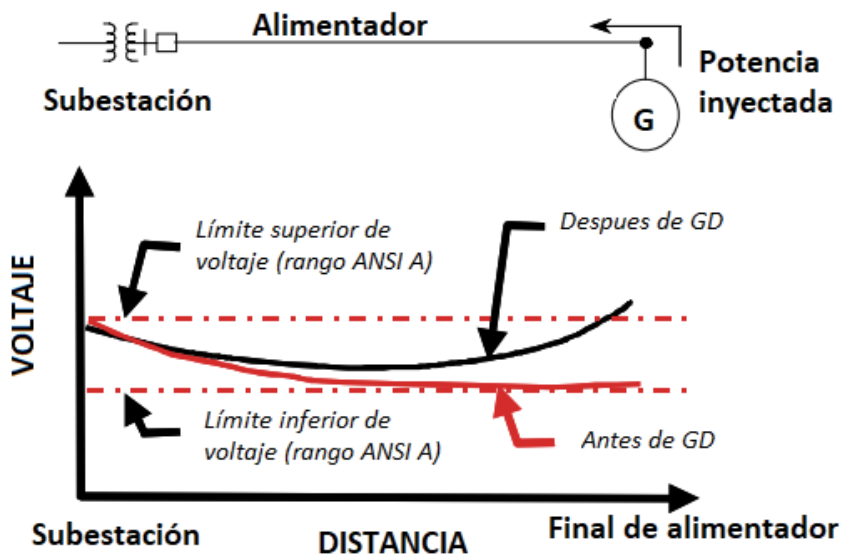 Alimentador
Subestación
Potencia
inyectada
G
VOLTAJE
Límite superior de
voltaje (rango ANSI A)
Despues de GD
Límite inferior de
voltaje (rango ANSI A)
Antes de GD
Subestación
DISTANCIA
Final de alimentador